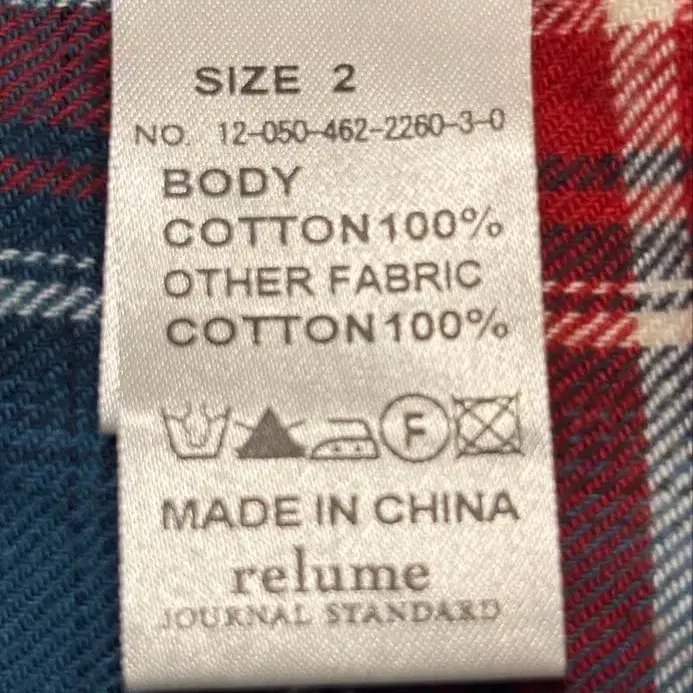 SIZE 2
NO. 12-050-462-2260-3-0
BODY
COTTON100%
OTHER FABRIC
COTTON100%
F
MADE IN CHINA
relume
JOURNAL STANDARD